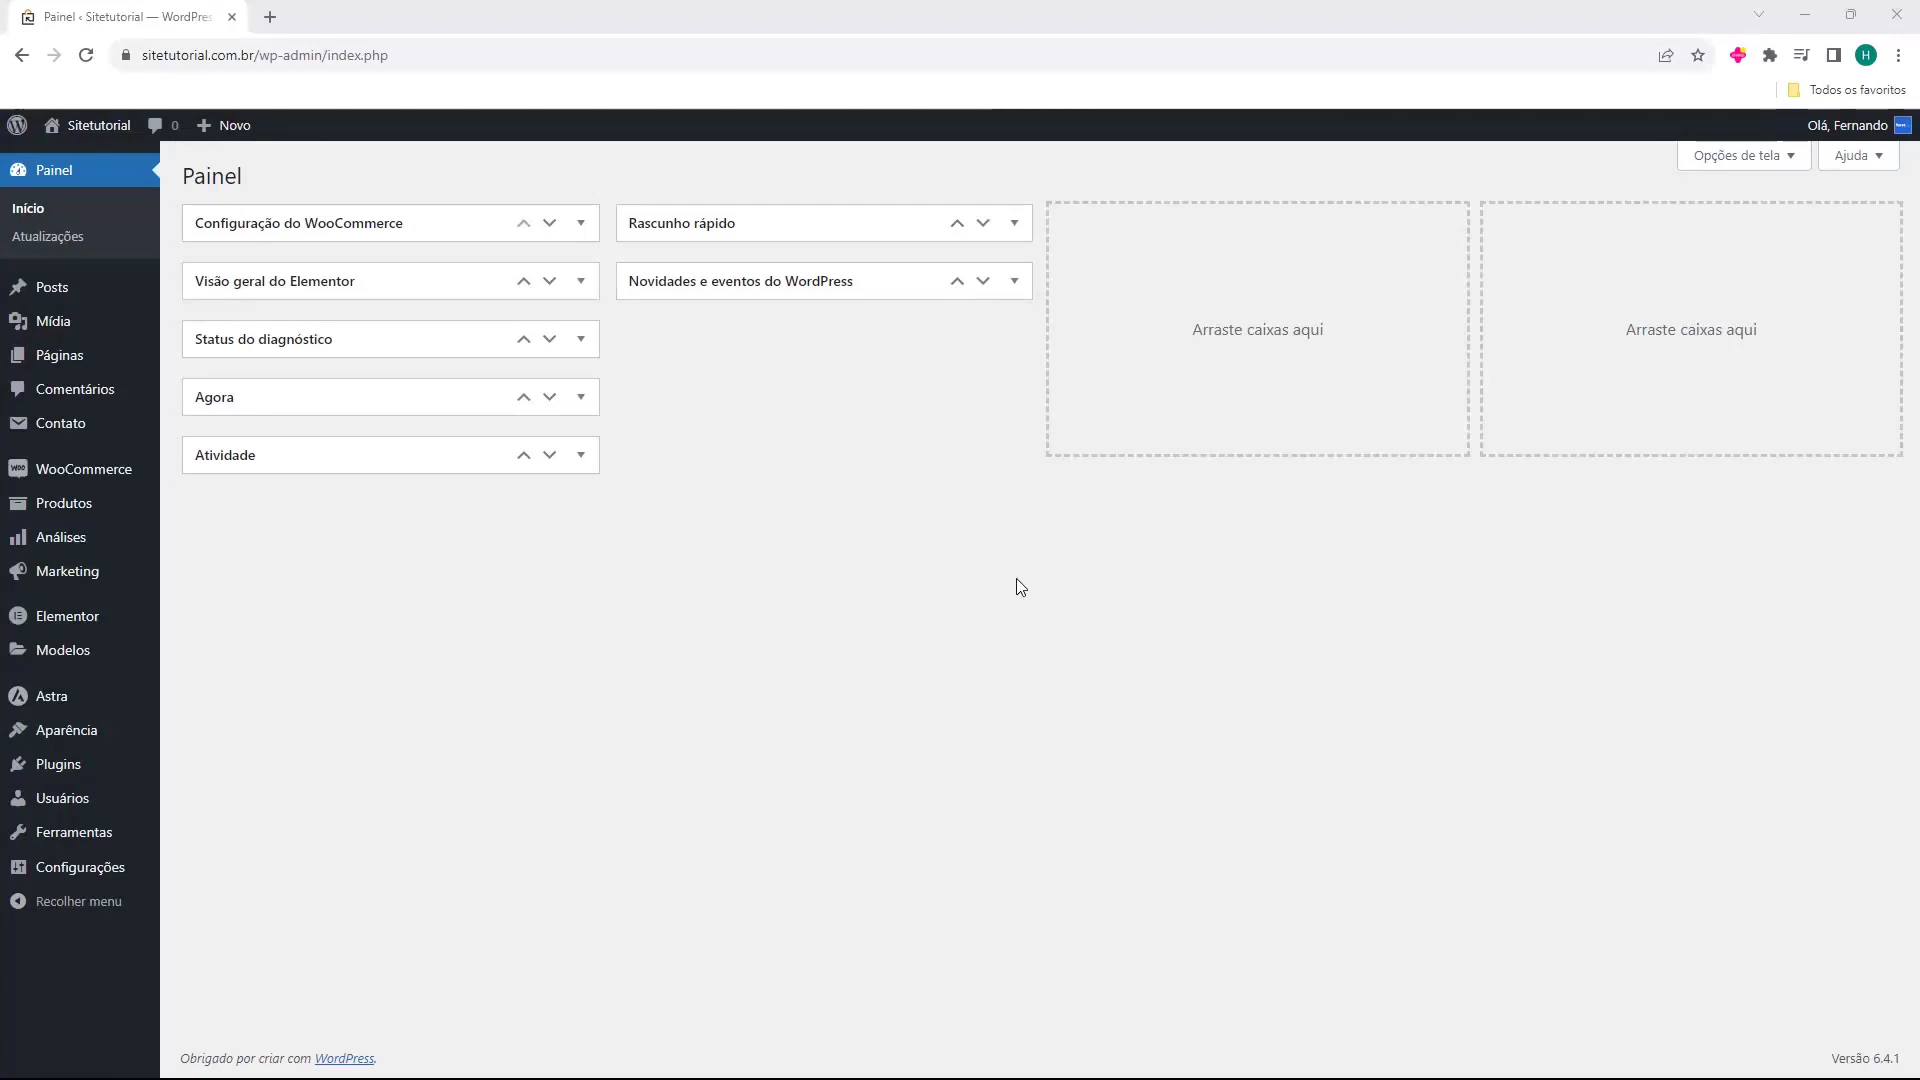 Painel ‹ Sitetutorial — WordPres
sitetutorial.com.br/wp-admin/index.php
H
Todos os favoritos
Sitetutorial 0 Novo
Olá, Fernando
Painel
Início
Atualizações
Posts
Mídia
Páginas
Comentários
Contato
WooCommerce
Produtos
Análises
Marketing
Elementor
Modelos
Astra
Aparência
Plugins
Usuários
Ferramentas
Configurações
Recolher menu
Opções de tela
Ajuda
Painel
Configuração do WooCommerce
Visão geral do Elementor
Status do diagnóstico
Agora
Atividade
Rascunho rápido
Novidades e eventos do WordPress
Arraste caixas aqui
Arraste caixas aqui
Obrigado por criar com WordPress.
Versão 6.4.1